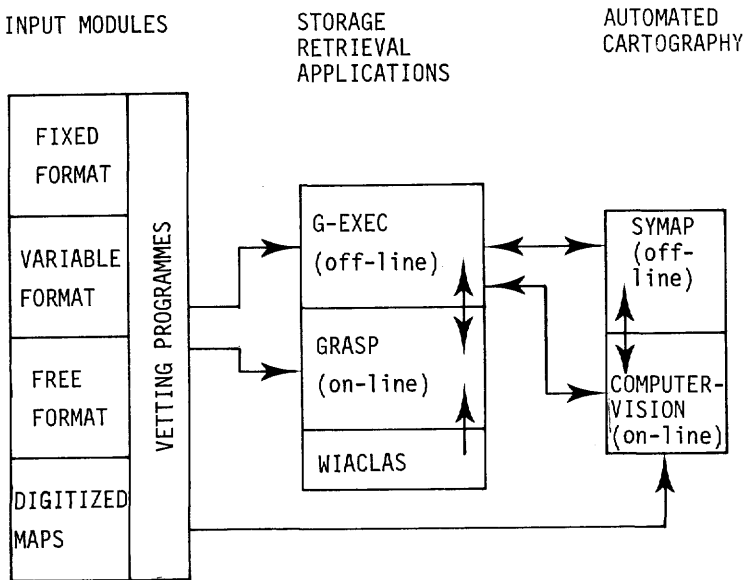 INPUT MODULES
STORAGE
RETRIEVAL
APPLICATIONS
AUTOMATED
CARTOGRAPHY
FIXED
FORMAT
VARIABLE
FORMAT
FREE
FORMAT
DIGITIZED
MAPS
VETTING PROGRAMMES
G-EXEC
(off-line)
GRASP
(on-line)
WIACLAS
SYMAP
(off-
line)
COMPUTER-
VISION
(on-line)